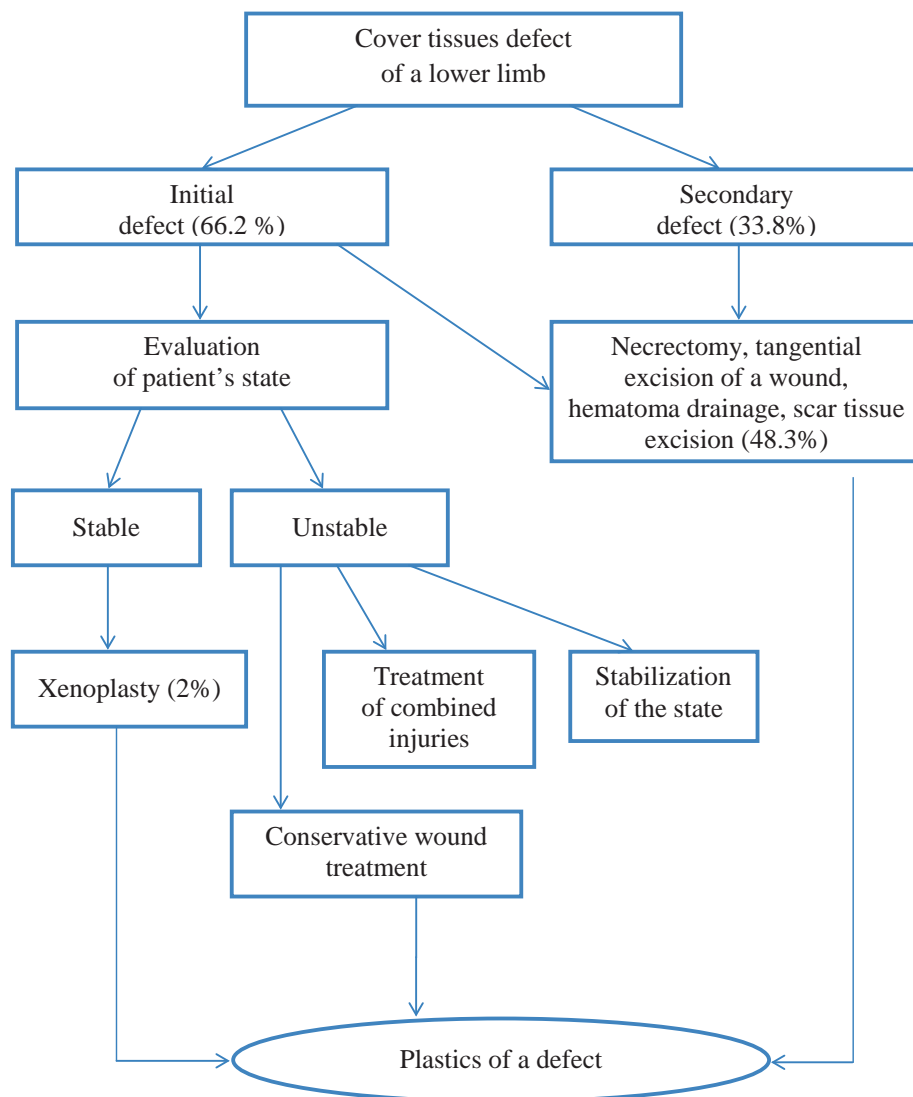 Cover tissues defect
of a lower limb
Initial
defect (66.2 %)
Secondary
defect (33.8%)
Evaluation
of patient’s state
Necrectomy, tangential
excision of a wound,
hematoma drainage, scar tissue
excision (48.3%)
Stable
Unstable
Xenoplasty (2%)
Treatment
of combined
injuries
Stabilization
of the state
Conservative wound
treatment
Plastics of a defect